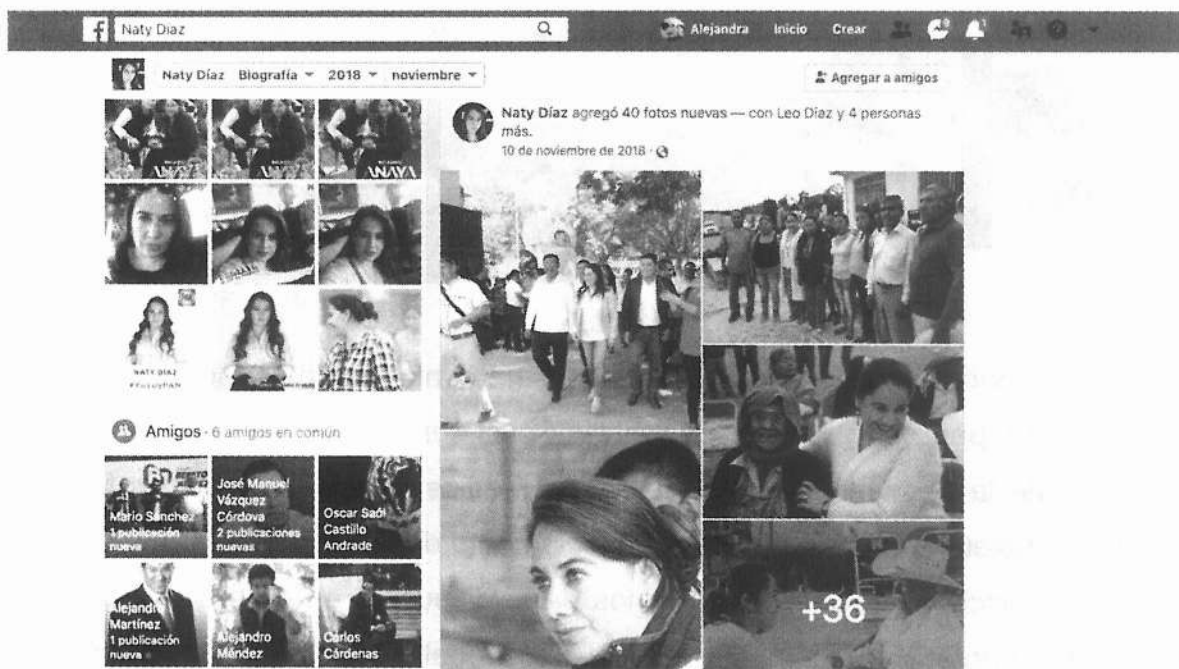 Naty Diaz
Alejandra Inicio Crear
Naty Díaz Biografía 2018 noviembre
Agregar a amigos
ANAYA
ANAYA
ANAYA
NATY DÍAZ
Amigos · 6 amigos en común
Mario Sánchez
1 publicación
nueva
José Manuel
Vázquez
Córdova
2 publicaciones
nuevas
Oscar Saúl
Castillo
Andrade
Alejandro
Martínez
1 publicación
nueva
Alejandro
Méndez
Carlos
Cárdenas
Naty Díaz agregó 40 fotos nuevas — con Leo Díaz y 4 personas
más.
10 de noviembre de 2018 ·
+36